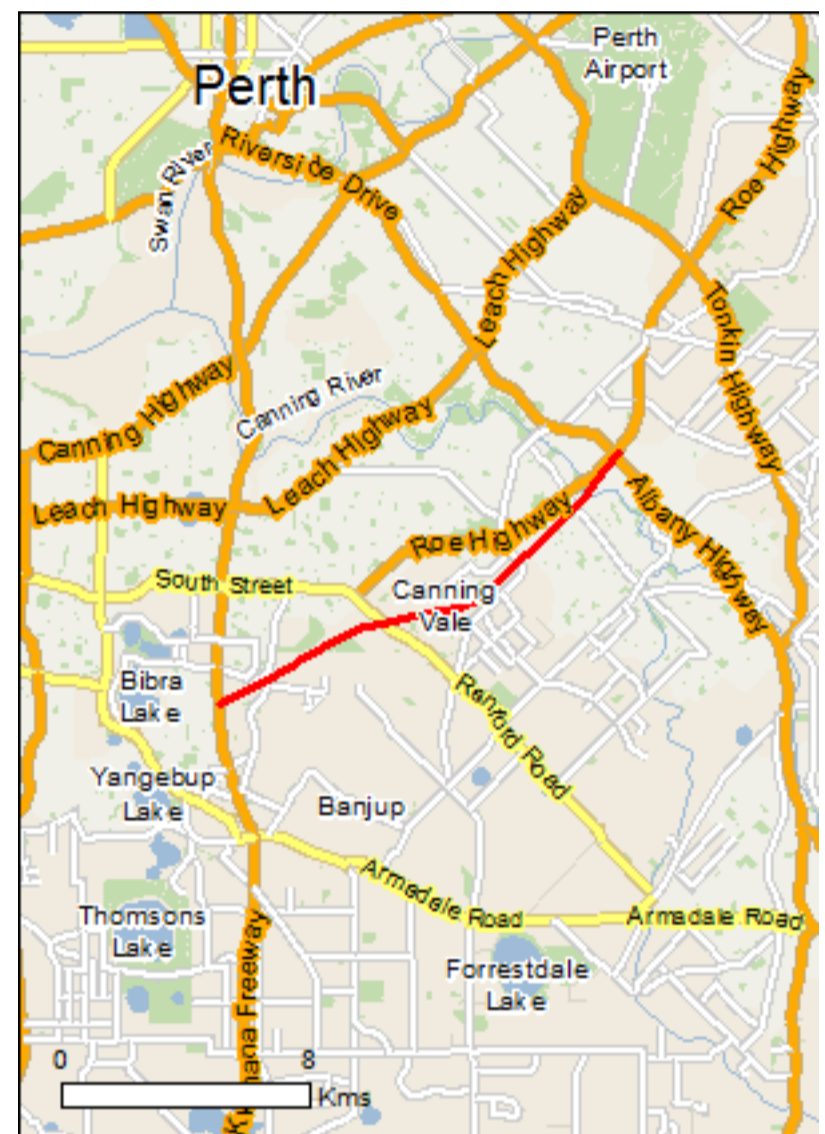 Perth
Airport
Perth
Riverside Drive
Swan River
Roe Highway
Leach Highway
Tonkin Highway
Canning Highway
Canning River
Leach Highway
Leach Highway
Albany Highway
Roe Highway
South Street
Canning
Vale
Bibra
Lake
Ranford Road
Yangebup
Lake
Banjup
Armadale Road
Armadale Road
Thomsons
Lake
Forrestdale
Lake
Freeway
0 8
Kms